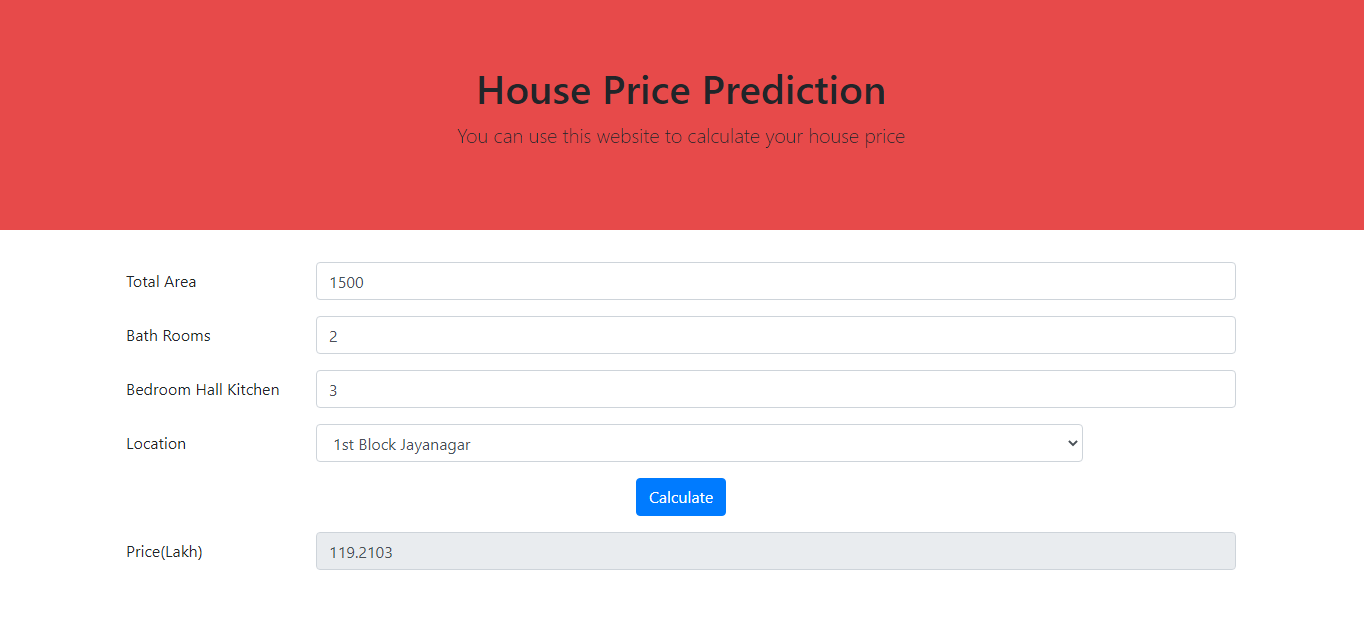 House Price Prediction
You can use this website to calculate your house price
Total Area 1500
Bath Rooms 2
Bedroom Hall Kitchen 3
Location 1st Block Jayanagar
Calculate
Price(Lakh) 119.2103